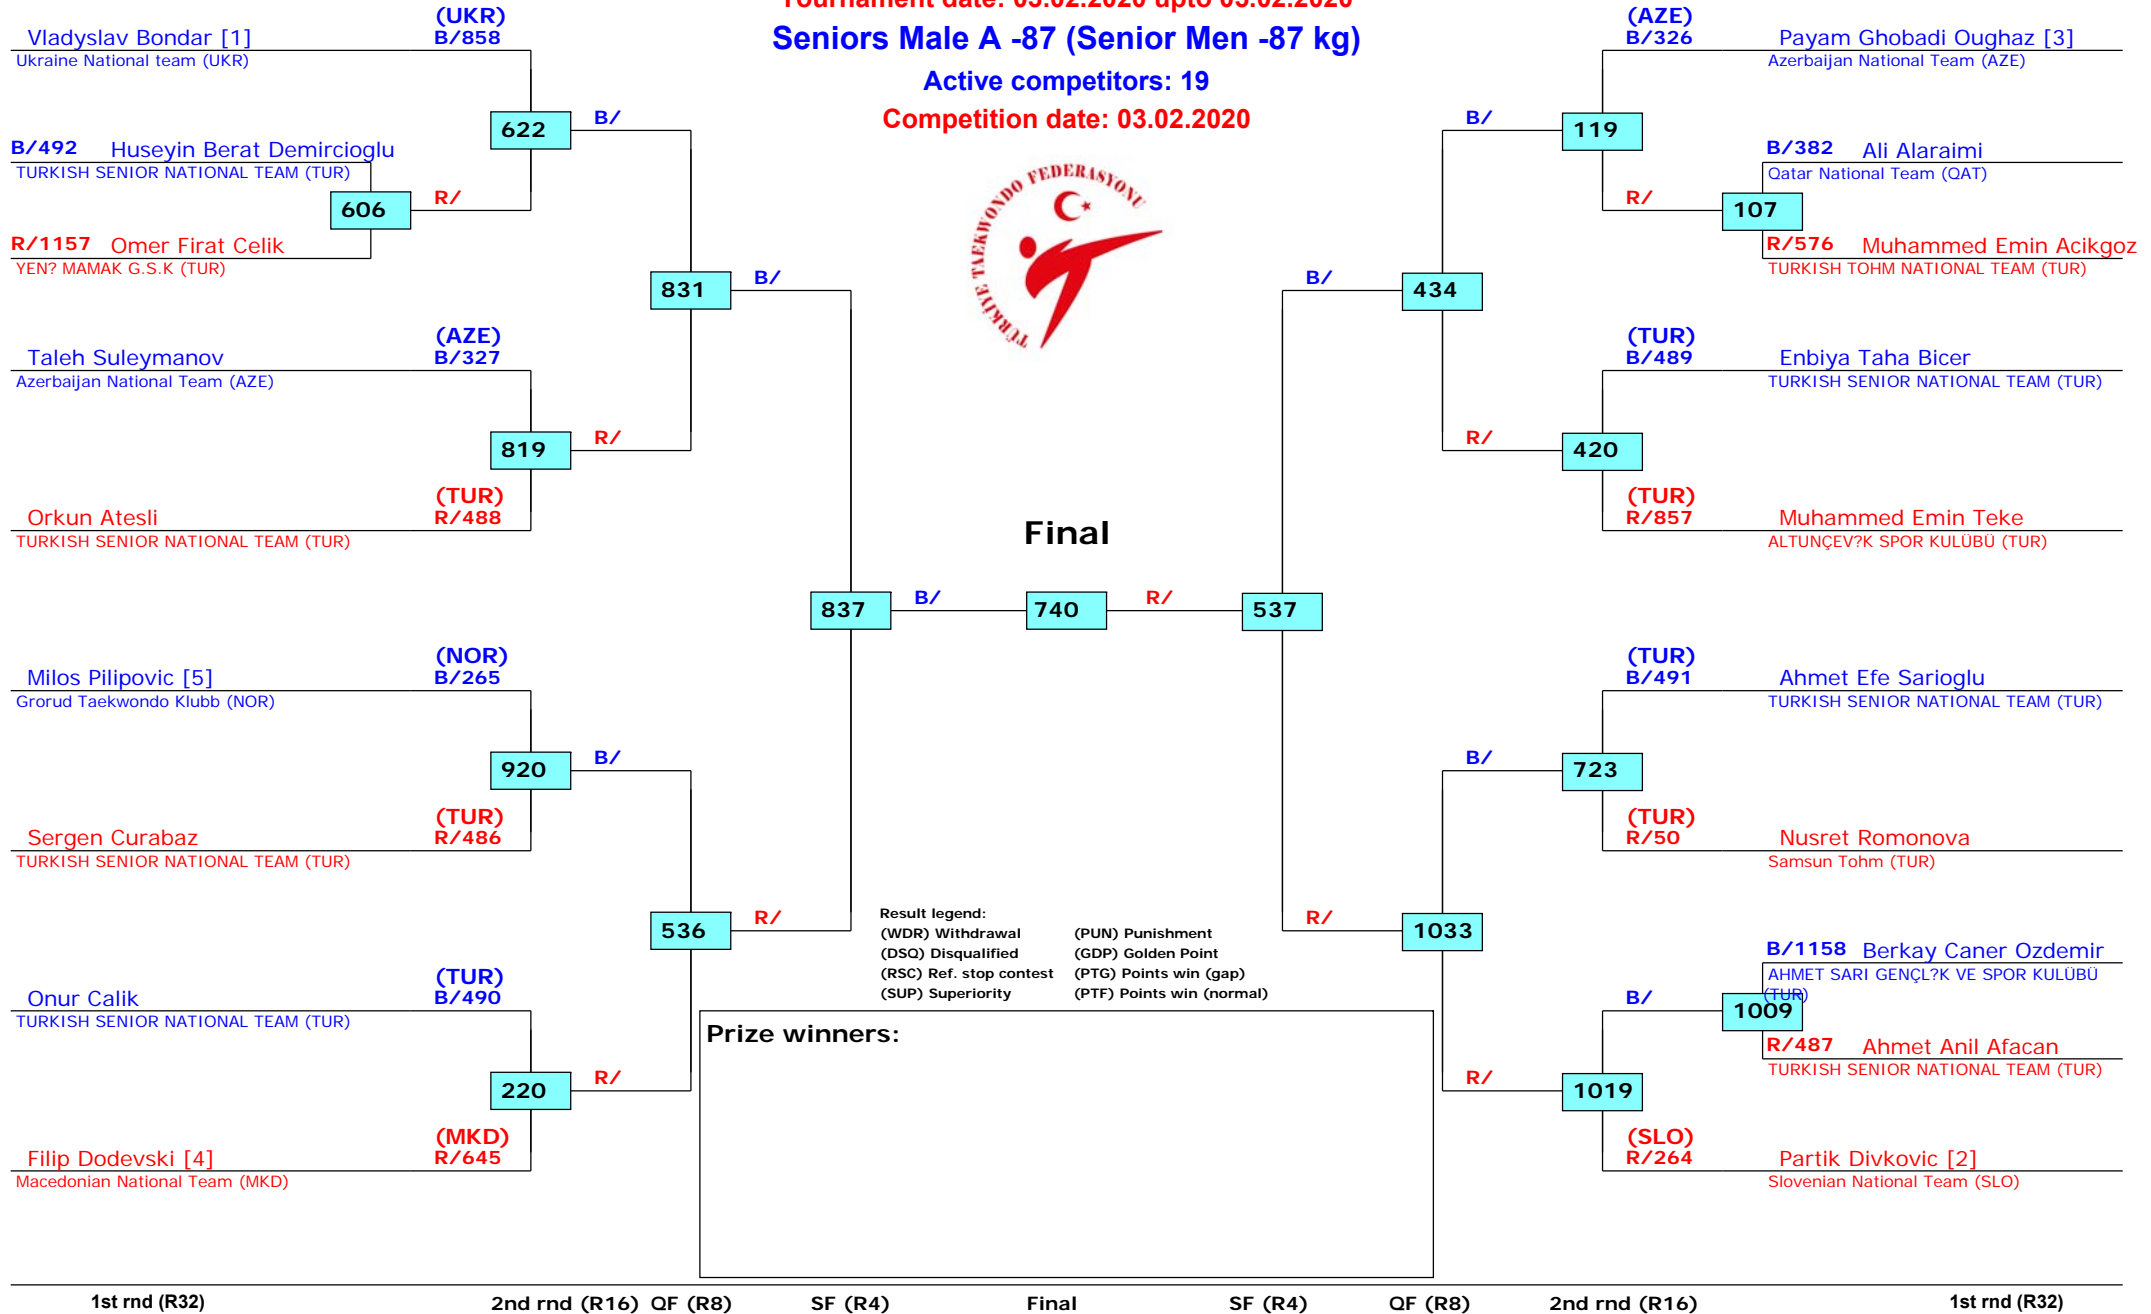 Tournament date: 03.02.2020 upto 05.02.2020
Seniors Male A -87 (Senior Men -87 kg)
Active competitors: 19
Competition date: 03.02.2020
TÜRKİYE TAEKWONDO FEDERASYONU
(UKR)
Vladyslav Bondar [1] B/858
Ukraine National team (UKR)
622 B/
B/492 Huseyin Berat Demircioglu
TURKISH SENIOR NATIONAL TEAM (TUR)
606 R/
R/1157 Omer Firat Celik
YEN? MAMAK G.S.K (TUR)
831 B/
(AZE)
Taleh Suleymanov B/327
Azerbaijan National Team (AZE)
819 R/
(TUR)
Orkun Atesli R/488
TURKISH SENIOR NATIONAL TEAM (TUR)
Final
837 B/ 740 R/ 537
(NOR)
Milos Pilipovic [5] B/265
Grorud Taekwondo Klubb (NOR)
920 B/
(TUR)
Sergen Curabaz R/486
TURKISH SENIOR NATIONAL TEAM (TUR)
536 R/
(TUR)
Onur Calik B/490
TURKISH SENIOR NATIONAL TEAM (TUR)
220 R/
(MKD)
Filip Dodevski [4] R/645
Macedonian National Team (MKD)
(AZE)
B/326 Payam Ghobadi Oughaz [3]
Azerbaijan National Team (AZE)
B/ 119
B/382 Ali Alaraimi
Qatar National Team (QAT)
R/ 107
R/576 Muhammed Emin Acikgoz
TURKISH TOHM NATIONAL TEAM (TUR)
B/ 434
(TUR)
B/489 Enbiya Taha Bicer
TURKISH SENIOR NATIONAL TEAM (TUR)
R/ 420
(TUR)
R/857 Muhammed Emin Teke
ALTUNÇEV?K SPOR KULÜBÜ (TUR)
(TUR)
B/491 Ahmet Efe Sarioglu
TURKISH SENIOR NATIONAL TEAM (TUR)
B/ 723
(TUR)
R/50 Nusret Romonova
Samsun Tohm (TUR)
R/ 1033
B/1158 Berkay Caner Ozdemir
AHMET SARI GENÇL?K VE SPOR KULÜBÜ
(TUR)
B/ 1009
R/487 Ahmet Anil Afacan
TURKISH SENIOR NATIONAL TEAM (TUR)
R/ 1019
(SLO)
R/264 Partik Divkovic [2]
Slovenian National Team (SLO)
Result legend:
(WDR) Withdrawal (PUN) Punishment
(DSQ) Disqualified (GDP) Golden Point
(RSC) Ref. stop contest (PTG) Points win (gap)
(SUP) Superiority (PTF) Points win (normal)
Prize winners:
1st rnd (R32) 2nd rnd (R16) QF (R8) SF (R4) Final SF (R4) QF (R8) 2nd rnd (R16) 1st rnd (R32)